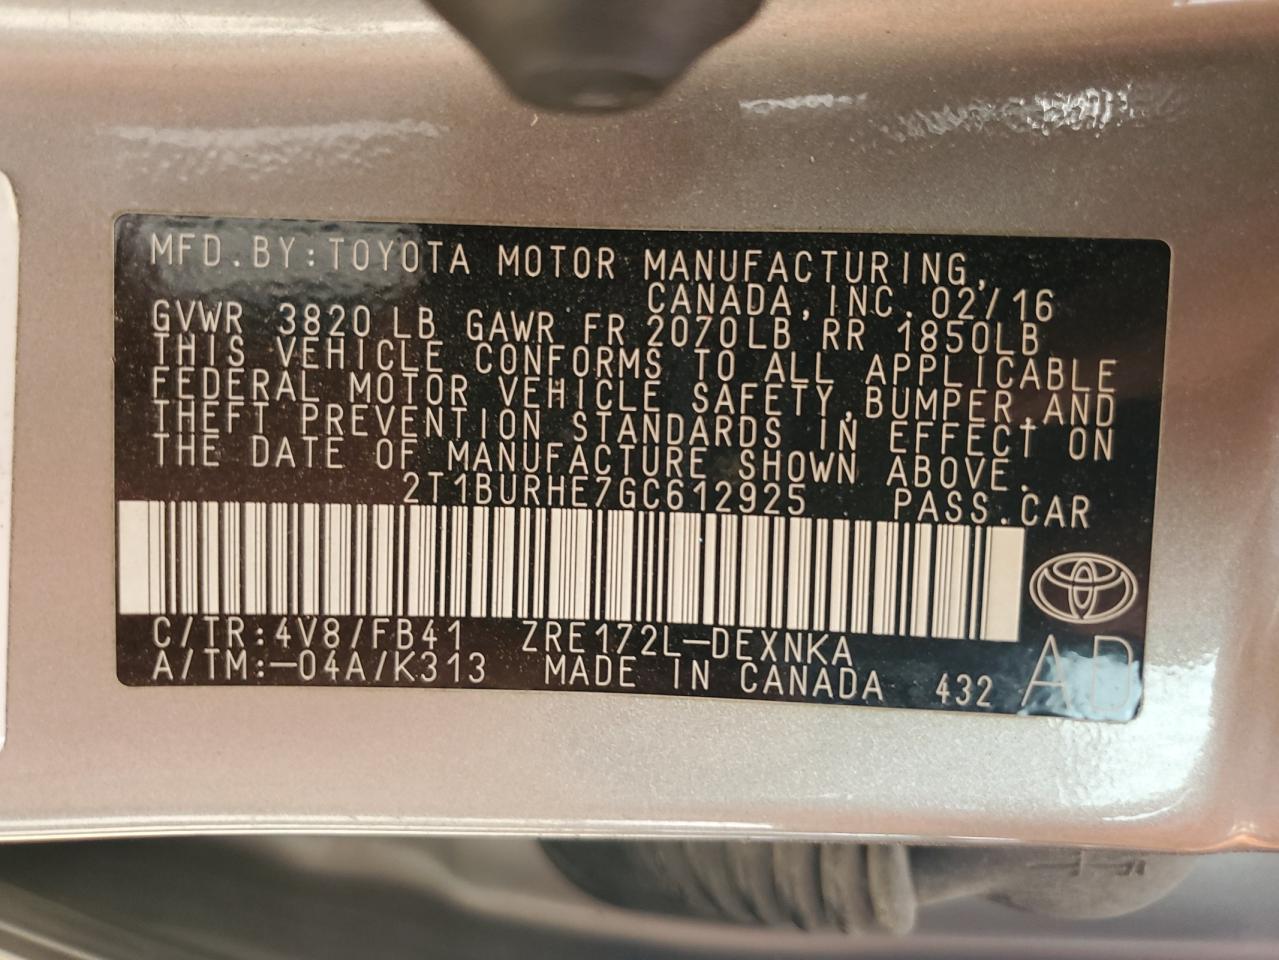 MFD.BY:TOYOTA MOTOR MANUFACTURING,
CANADA,INC.02/16
GVWR 3820LB GAWR FR 2070LB RR 1850LB
THIS VEHICLE CONFORMS TO ALL APPLICABLE
FEDERAL MOTOR VEHICLE SAFETY,BUMPER,AND
THEFT PREVENTION STANDARDS IN EFFECT ON
THE DATE OF MANUFACTURE SHOWN ABOVE.
2T1BURHE7GC612925 PASS.CAR
C/TR:4V8/FB41 ZRE172L-DEXNKA
A/TM:-04A/K313 MADE IN CANADA 432 AD